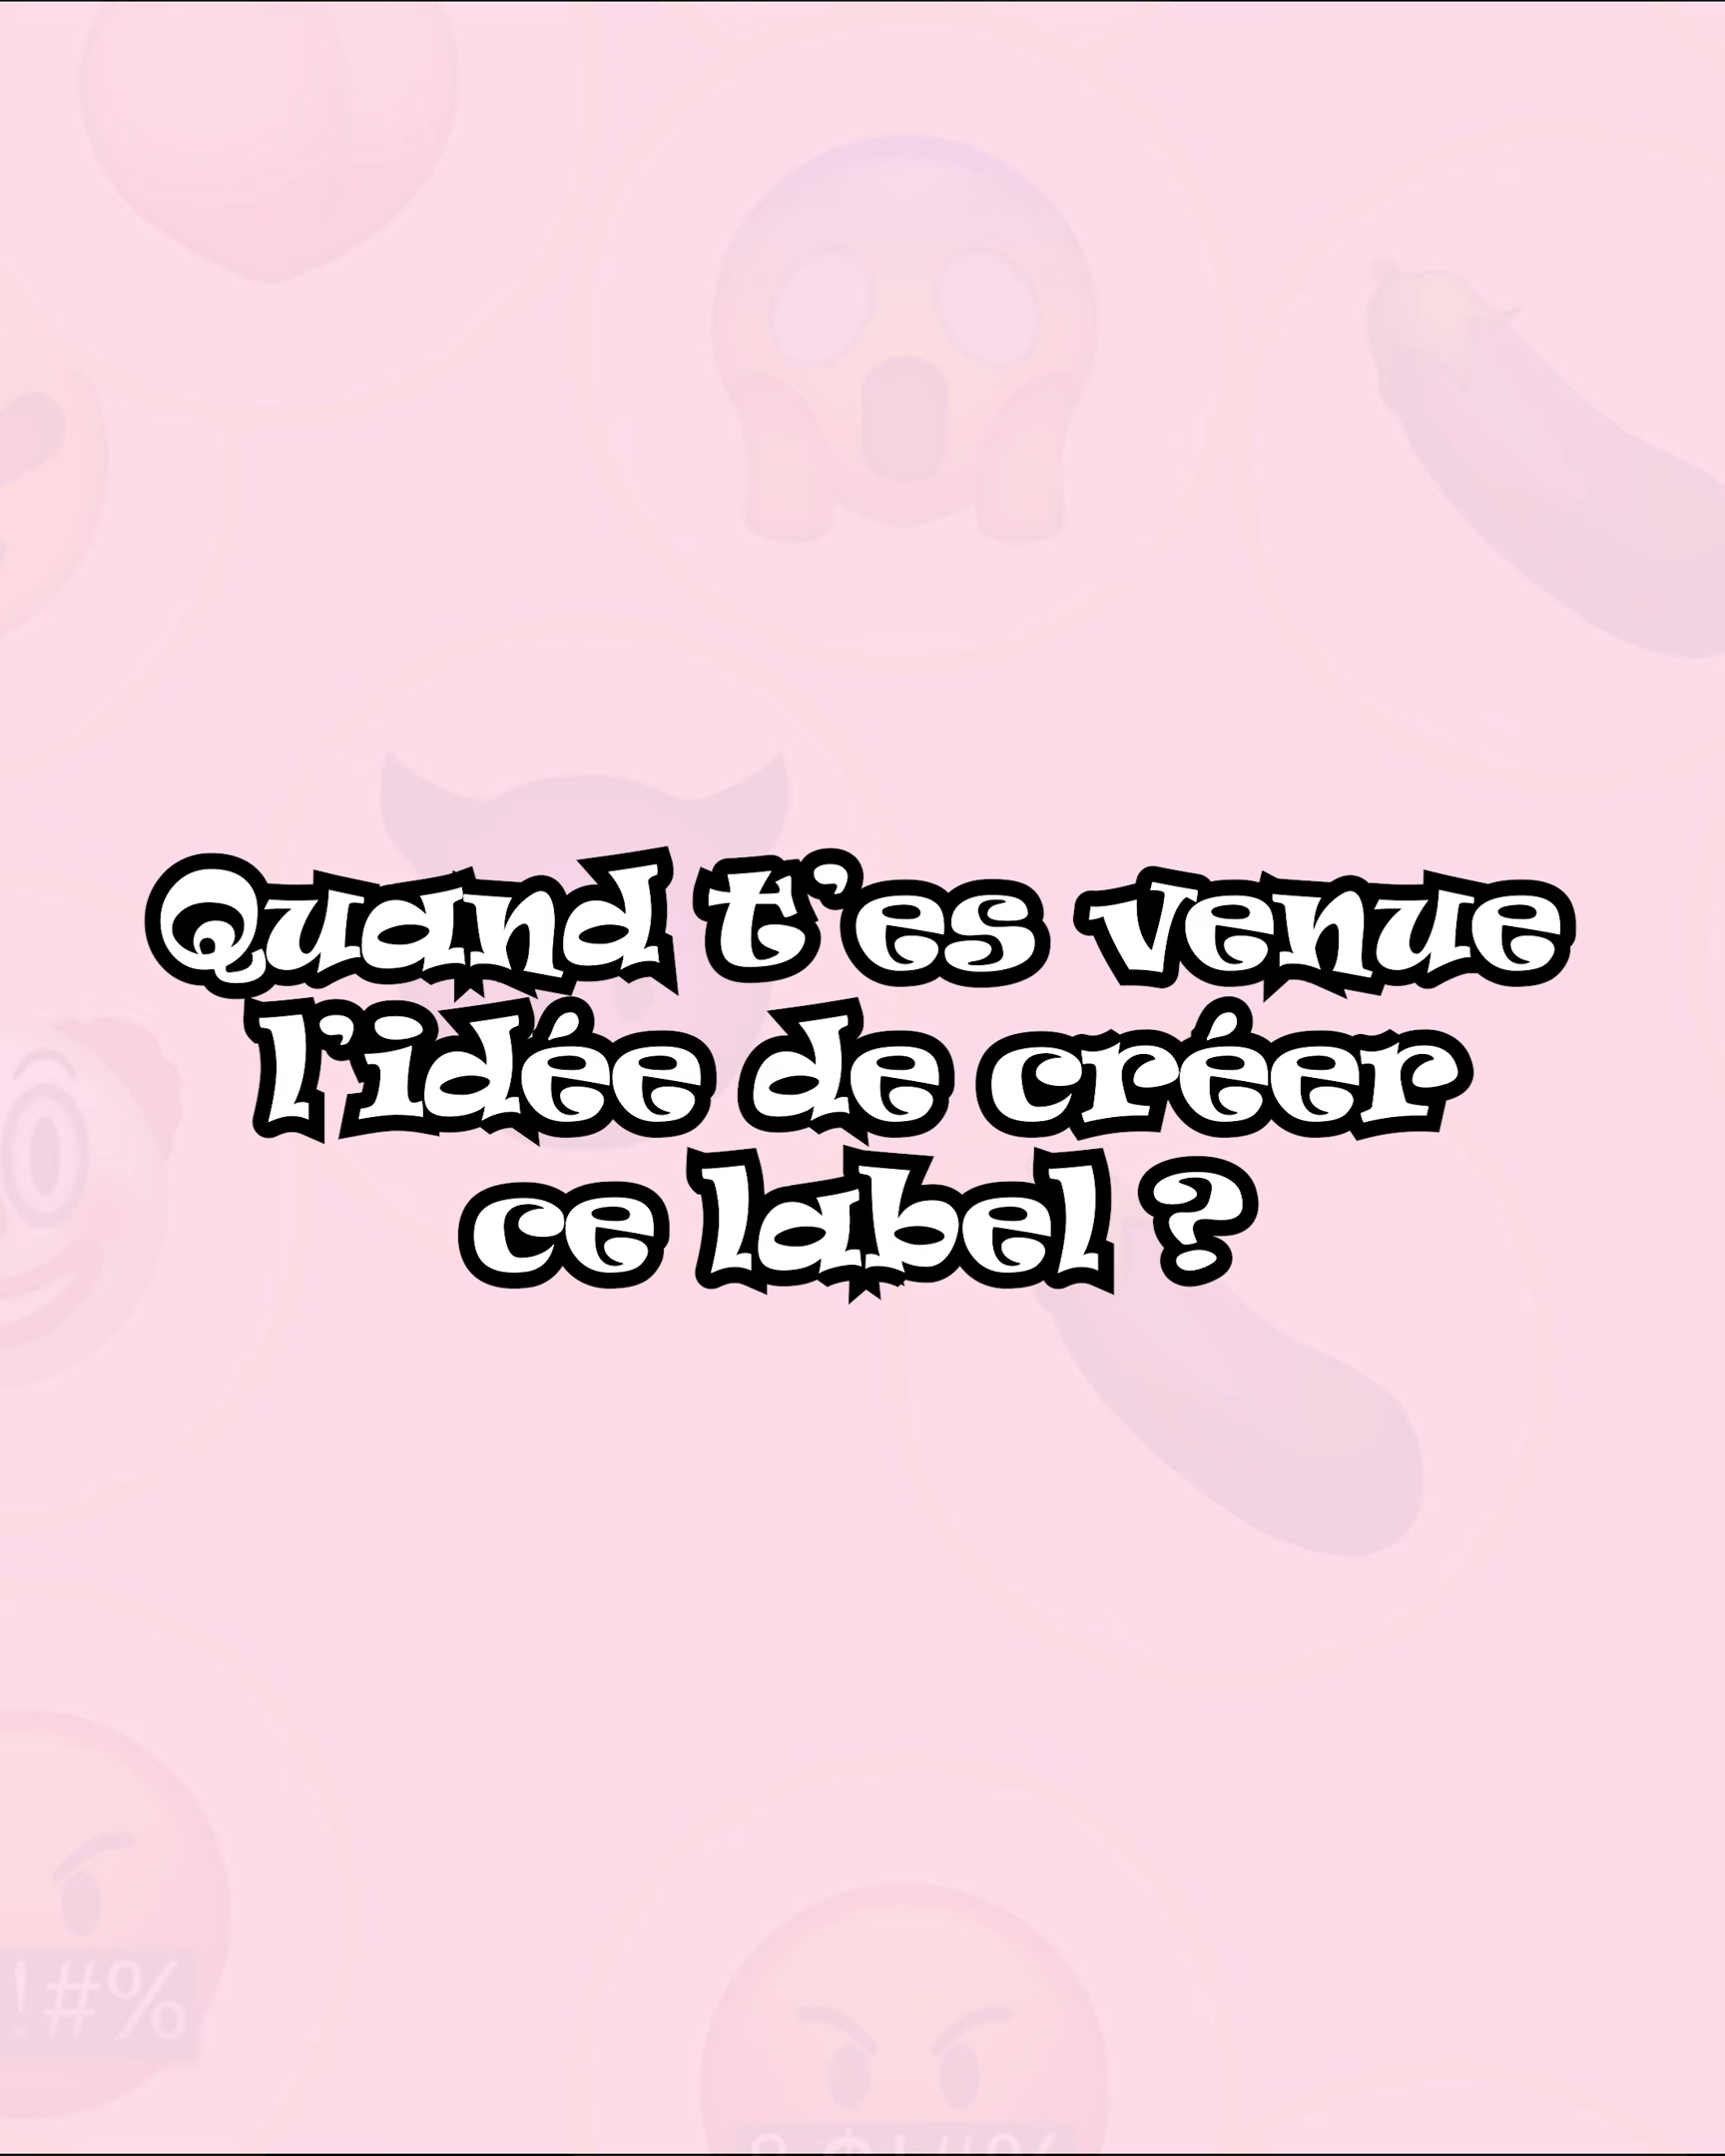 Quand t’es venue
l’idée de créer
ce label ?
!#%